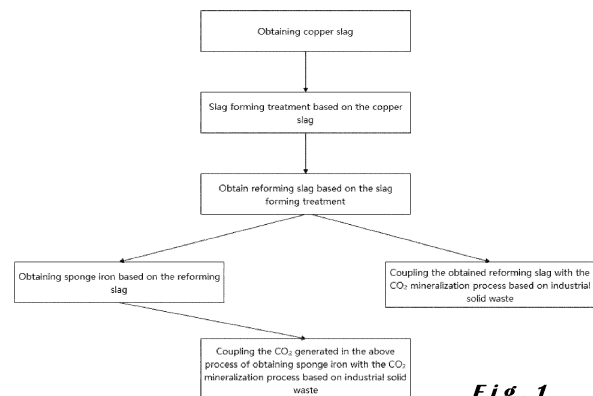 Obtaining copper slag
Slag forming treatment based on the copper
slag
Obtain reforming slag based on the slag
forming treatment
Obtaining sponge iron based on the reforming
slag
Coupling the obtained reforming slag with the
CO₂ mineralization process based on industrial
solid waste
Coupling the CO₂ generated in the above
process of obtaining sponge iron with the CO₂
mineralization process based on industrial solid
waste
Fig. 1